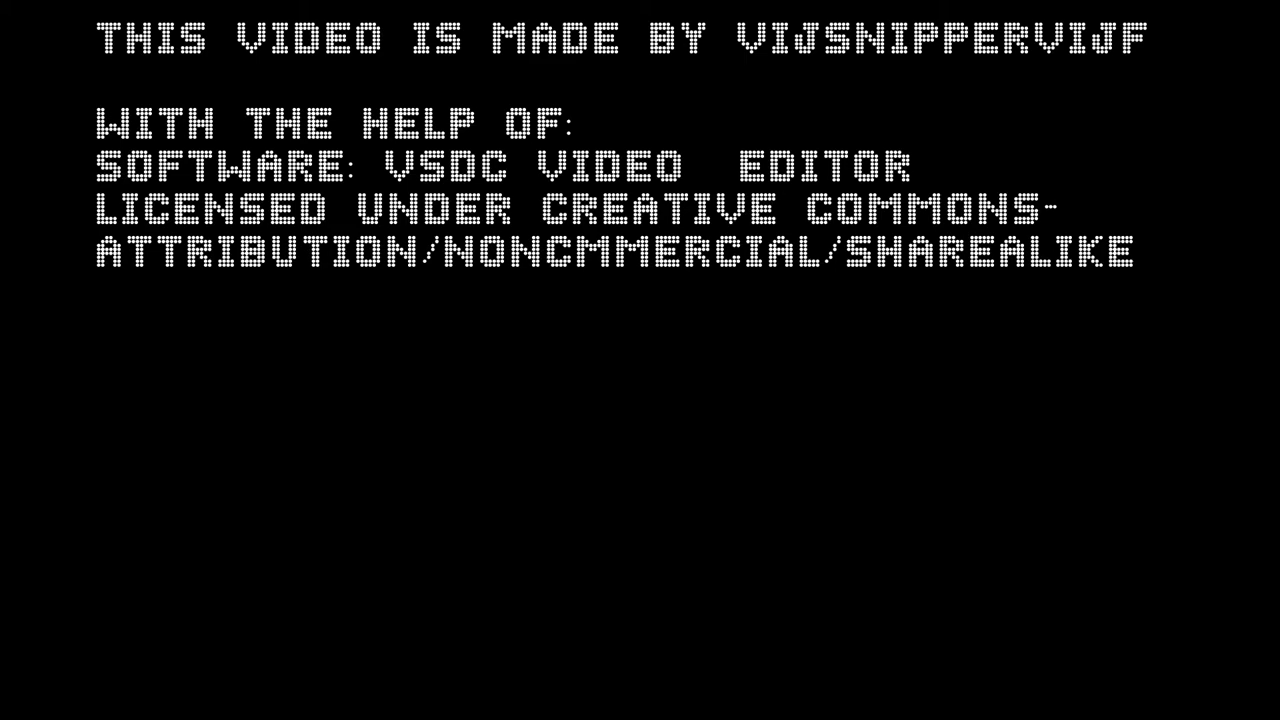 THIS VIDEO IS MADE BY VIJSNIPPERVIJF
WITH THE HELP OF:
SOFTWARE: VSDC VIDEO  EDITOR
LICENSED UNDER CREATIVE COMMONS-
ATTRIBUTION/NONCMMERCIAL/SHAREALIKE